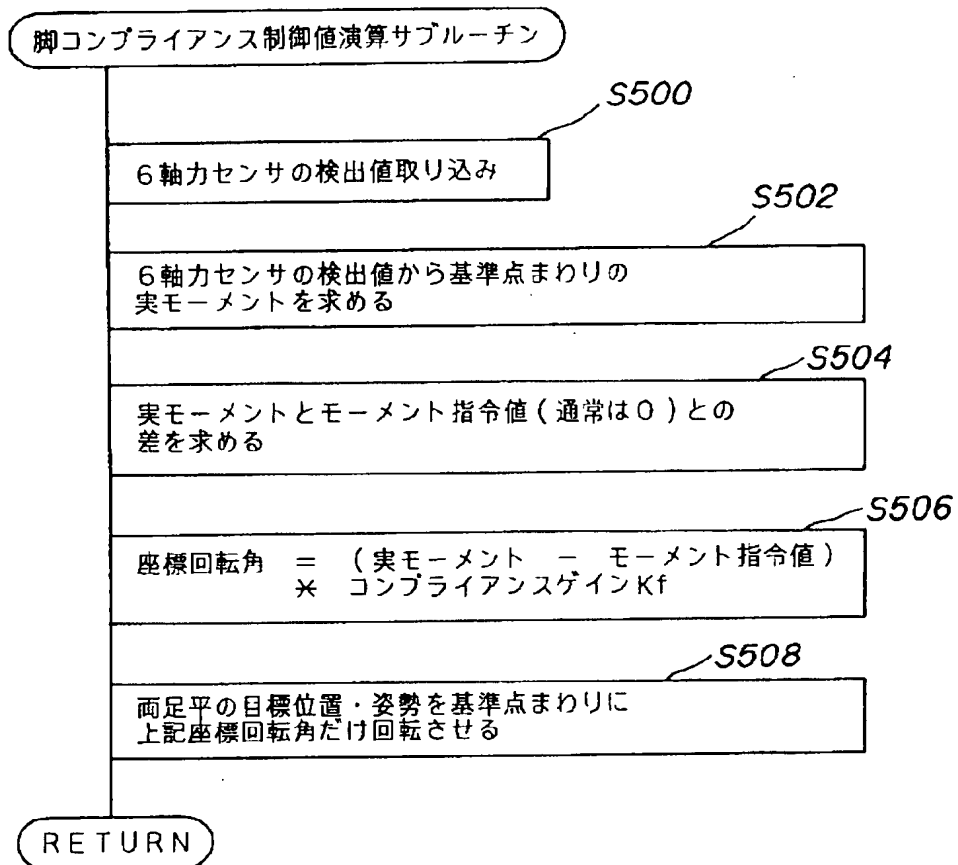 脚コンプライアンス制御値演算サブルーチン
S500
6軸力センサの検出値取り込み
S502
6軸力センサの検出値から基準点まわりの
実モーメントを求める
S504
実モーメントとモーメント指令値(通常は0)との
差を求める
S506
座標回転角 = (実モーメント - モーメント指令値)
* コンプライアンスゲインKf
S508
両足平の目標位置・姿勢を基準点まわりに
上記座標回転角だけ回転させる
RETURN